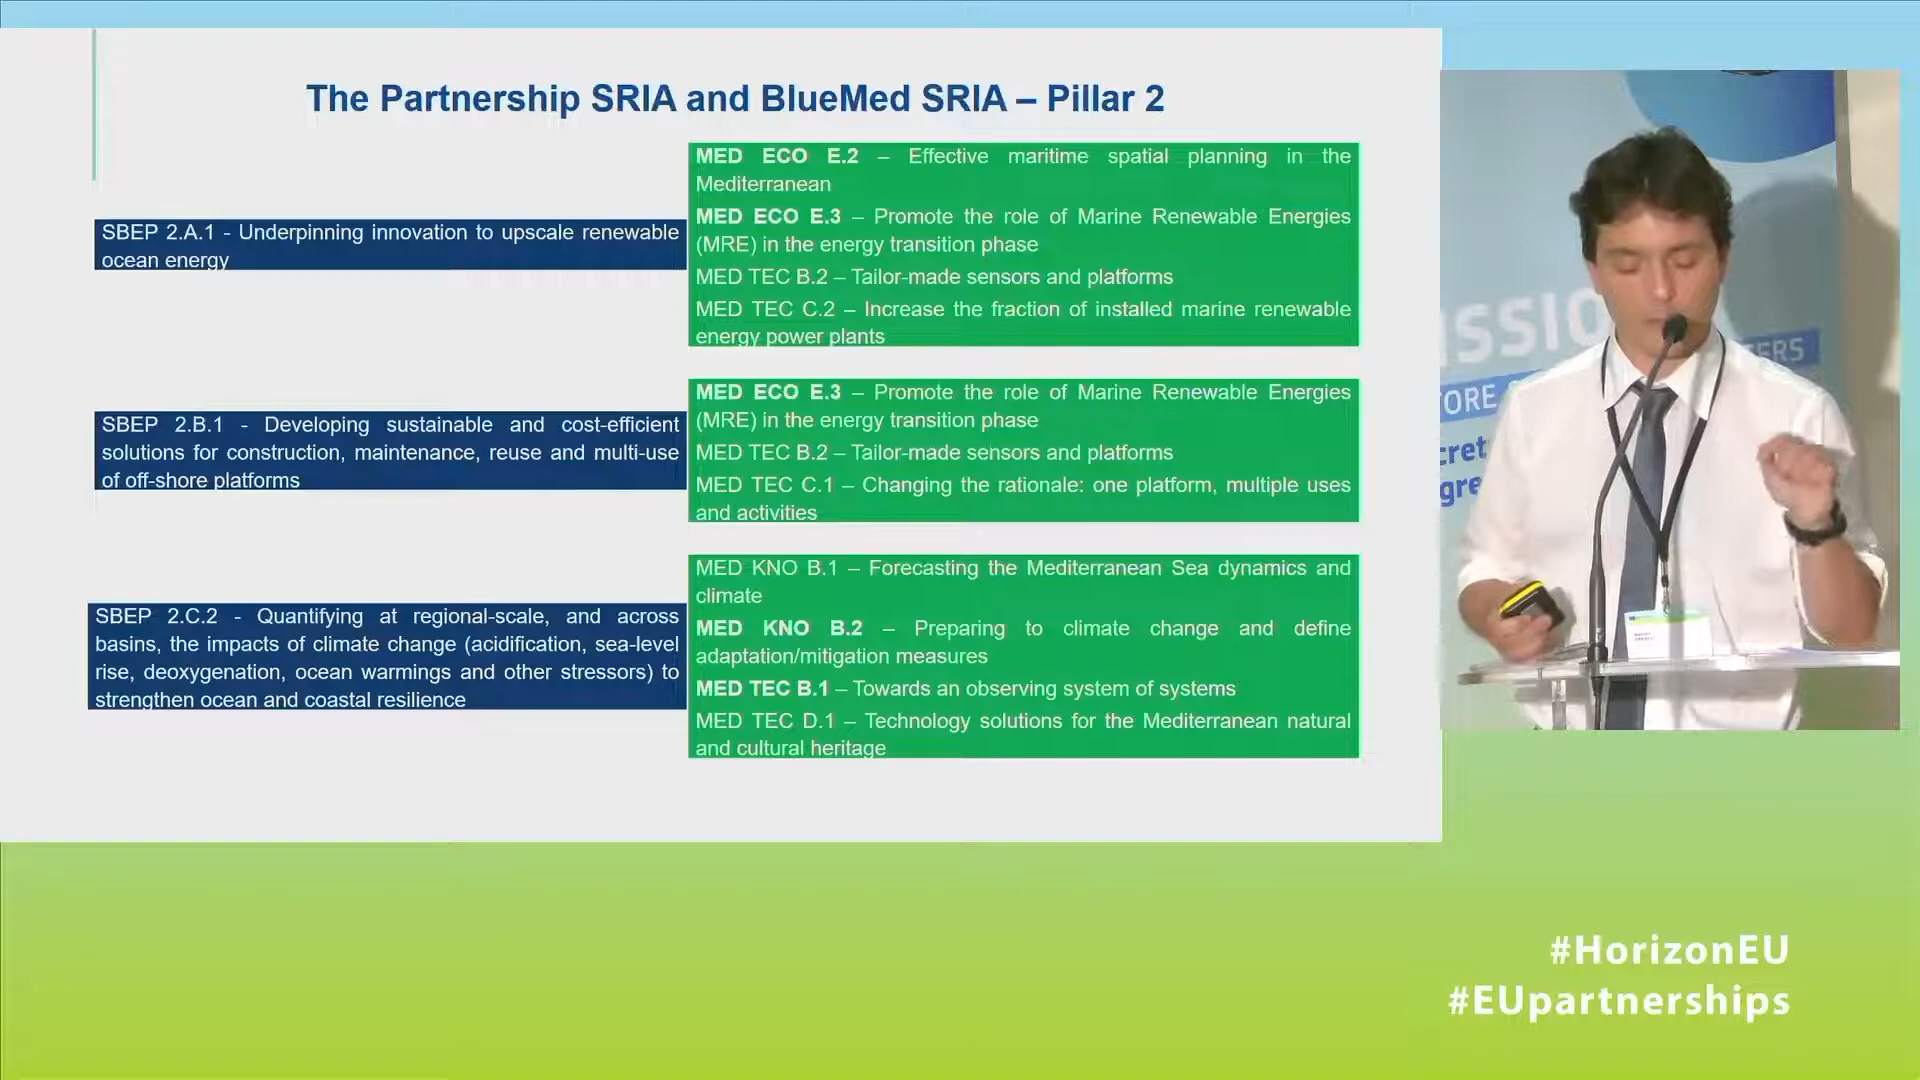 The Partnership SRIA and BlueMed SRIA – Pillar 2
SBEP 2.A.1 - Underpinning innovation to upscale renewable
ocean energy
MED ECO E.2 – Effective maritime spatial planning in the
Mediterranean
MED ECO E.3 – Promote the role of Marine Renewable Energies
(MRE) in the energy transition phase
MED TEC B.2 – Tailor-made sensors and platforms
MED TEC C.2 – Increase the fraction of installed marine renewable
energy power plants
SBEP 2.B.1 - Developing sustainable and cost-efficient
solutions for construction, maintenance, reuse and multi-use
of off-shore platforms
MED ECO E.3 – Promote the role of Marine Renewable Energies
(MRE) in the energy transition phase
MED TEC B.2 – Tailor-made sensors and platforms
MED TEC C.1 – Changing the rationale: one platform, multiple uses
and activities
SBEP 2.C.2 - Quantifying at regional-scale, and across
basins, the impacts of climate change (acidification, sea-level
rise, deoxygenation, ocean warmings and other stressors) to
strengthen ocean and coastal resilience
MED KNO B.1 – Forecasting the Mediterranean Sea dynamics and
climate
MED KNO B.2 – Preparing to climate change and define
adaptation/mitigation measures
MED TEC B.1 – Towards an observing system of systems
MED TEC D.1 – Technology solutions for the Mediterranean natural
and cultural heritage
ISSIO
TORE
TERS
cret
gre
#HorizonEU
#EUpartnerships